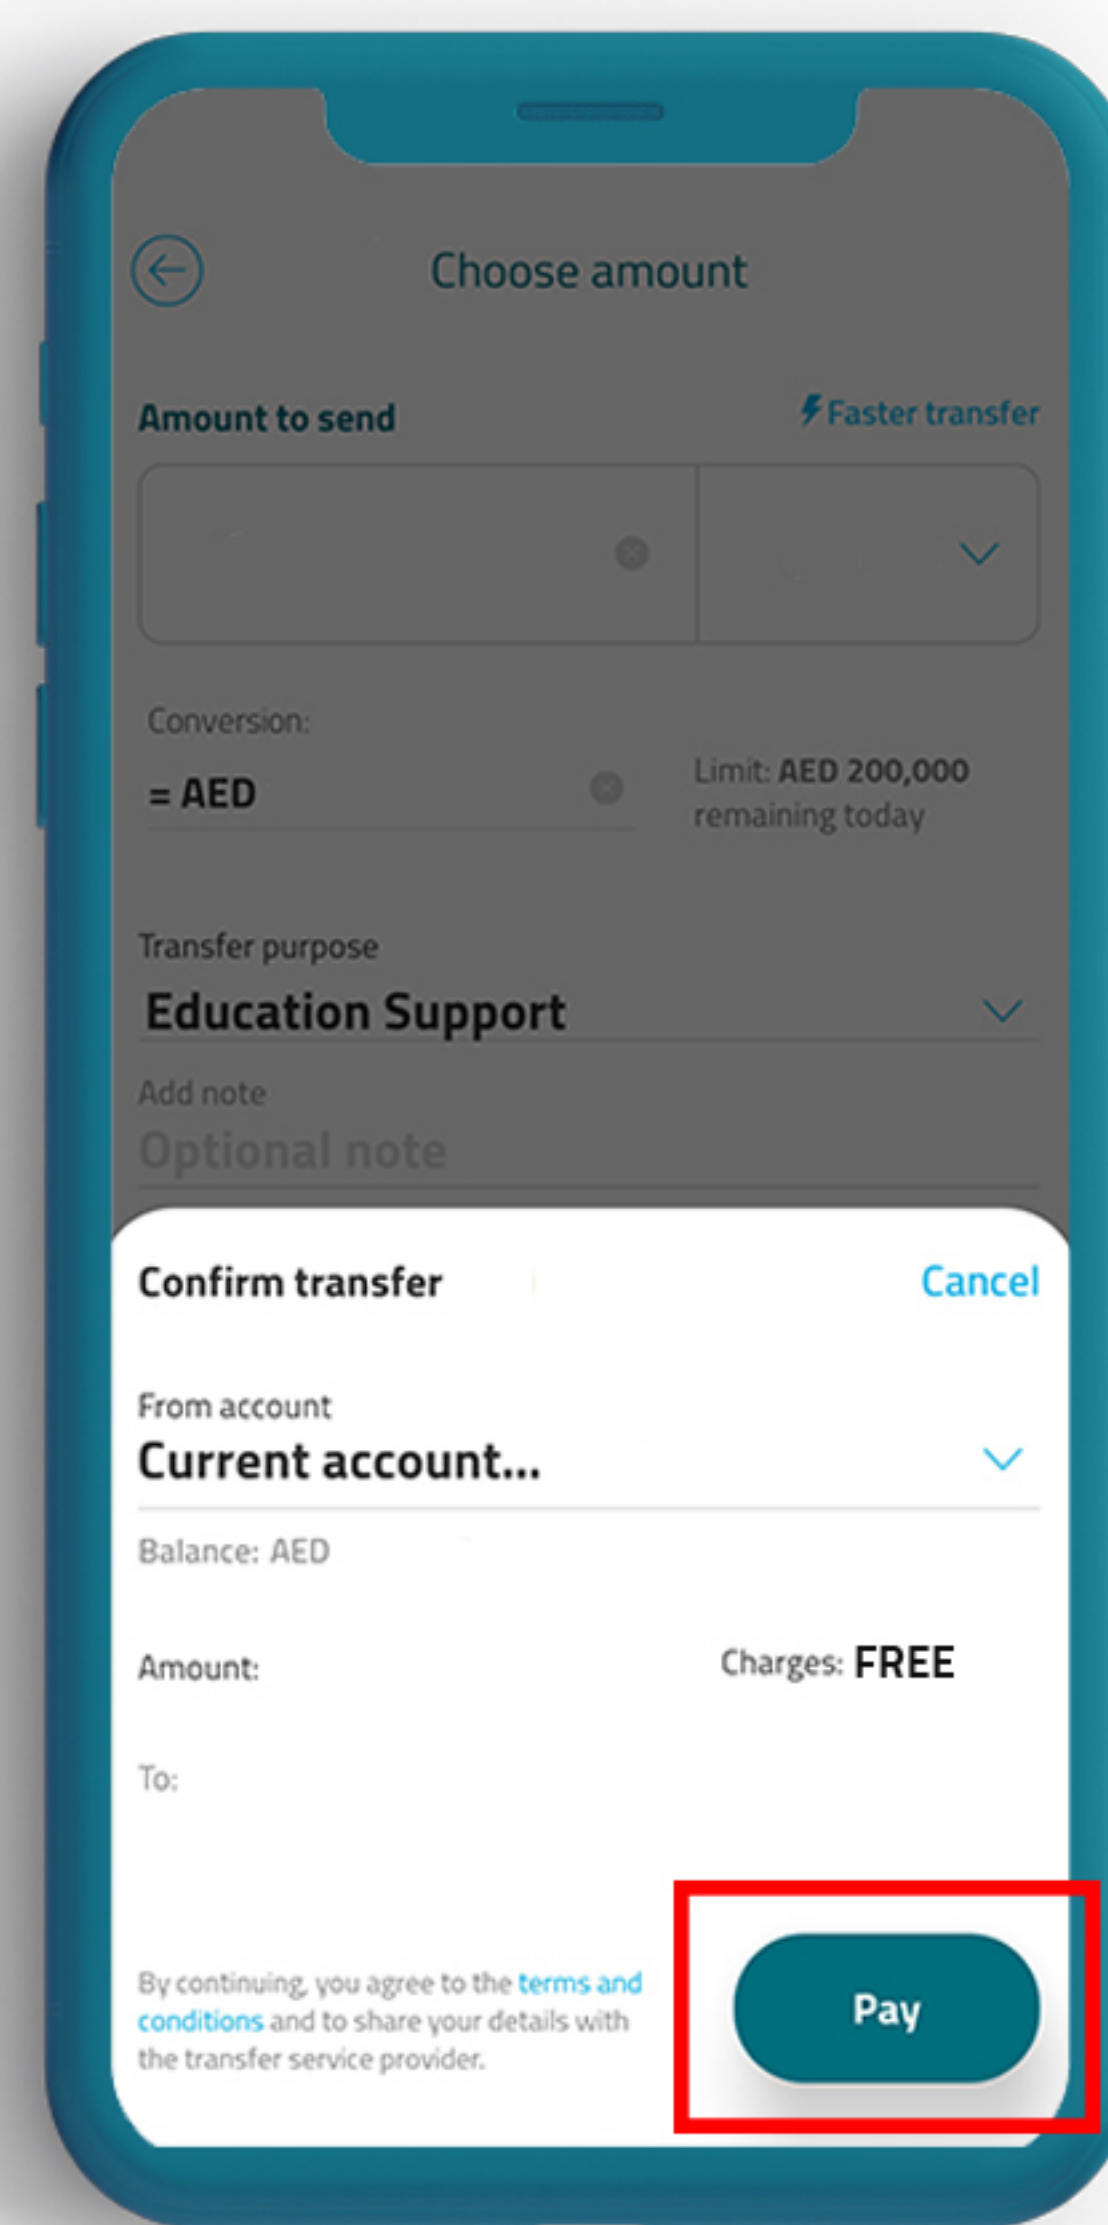 Choose amount
Amount to send
Faster transfer
Conversion:
= AED
Limit: AED 200,000
remaining today
Transfer purpose
Education Support
Add note
Optional note
Confirm transfer
Cancel
From account
Current account...
Balance: AED
Amount:
Charges: FREE
To:
By continuing, you agree to the terms and
conditions and to share your details with
the transfer service provider.
Pay